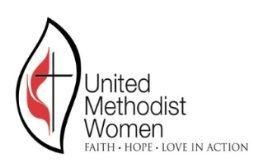 United
Methodist
Women
FAITH • HOPE • LOVE IN ACTION